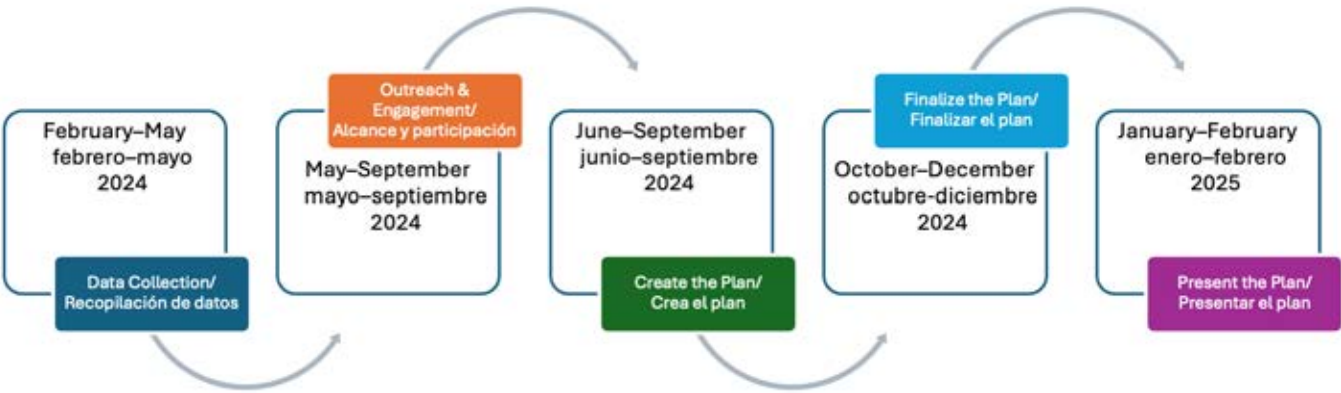 February–May
febrero–mayo
2024
Data Collection/
Recopilación de datos
Outreach &
Engagement/
Alcance y participación
May–September
mayo–septiembre
2024
June–September
junio–septiembre
2024
Create the Plan/
Crea el plan
Finalize the Plan/
Finalizar el plan
October–December
octubre-diciembre
2024
January–February
enero–febrero
2025
Present the Plan/
Presentar el plan